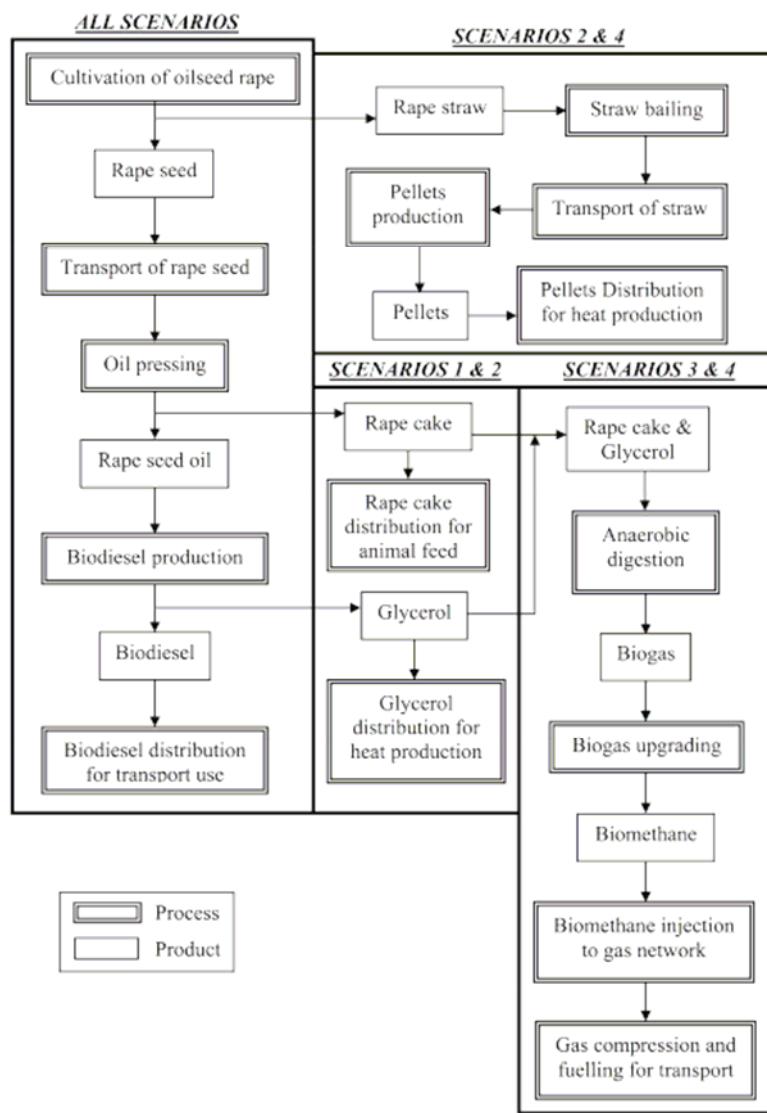 ALL SCENARIOS
Cultivation of oilseed rape
Rape seed
Transport of rape seed
Oil pressing
Rape seed oil
Biodiesel production
Biodiesel
Biodiesel distribution
for transport use
SCENARIOS 2 & 4
Rape straw
Straw bailing
Pellets
production
Transport of straw
Pellets
Pellets Distribution
for heat production
SCENARIOS 1 & 2
Rape cake
Rape cake
distribution for
animal feed
Glycerol
Glycerol
distribution for
heat production
SCENARIOS 3 & 4
Rape cake &
Glycerol
Anaerobic
digestion
Biogas
Biogas upgrading
Biomethane
Biomethane injection
to gas network
Gas compression and
fuelling for transport
Process
Product